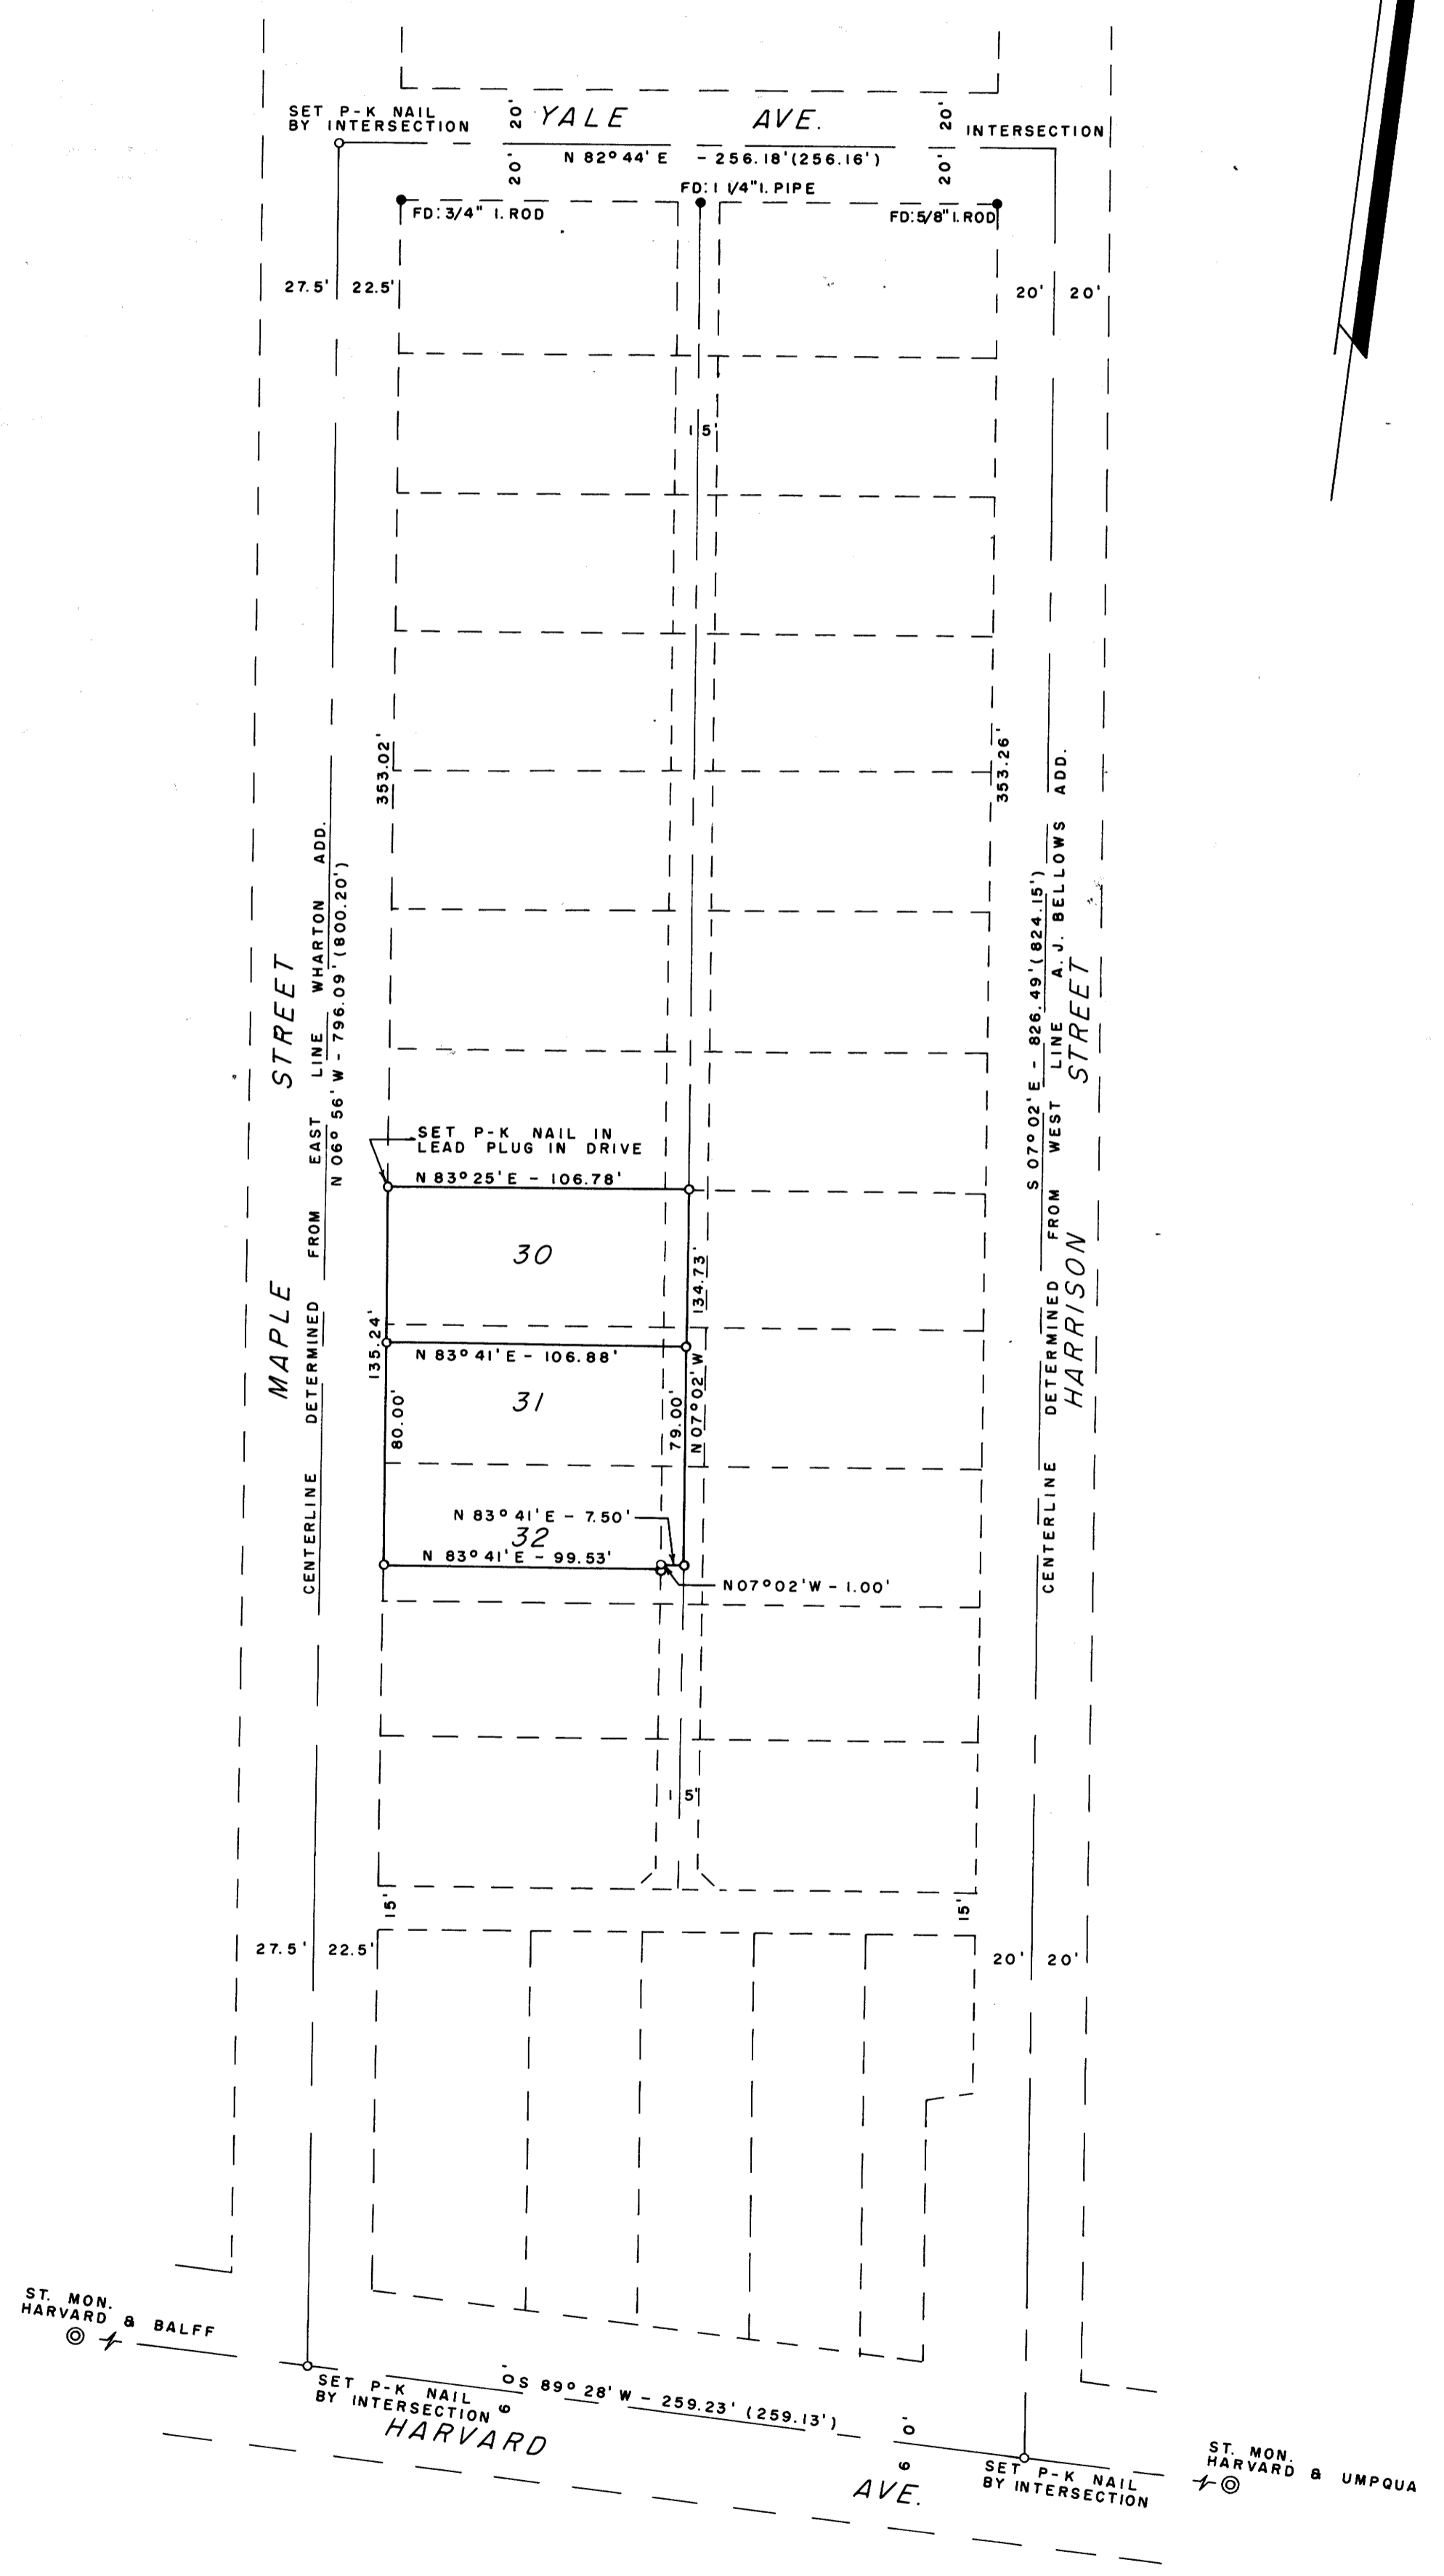 SET P-K NAIL
BY INTERSECTION
20'
YALE AVE.
20'
INTERSECTION
20'
N 82° 44' E - 256.18' (256.16')
20'
FD: 1 1/4" I. PIPE
FD: 3/4" I. ROD
FD: 5/8" I. ROD
27.5'
22.5'
20'
20'
15'
353.02'
353.26'
MAPLE STREET
CENTERLINE DETERMINED FROM EAST LINE WHARTON ADD.
N 06° 56' W - 796.09' (800.20')
S 07° 02' E - 826.49' (824.15')
CENTERLINE DETERMINED FROM WEST LINE A. J. BELLOWS ADD.
HARRISON STREET
SET P-K NAIL IN
LEAD PLUG IN DRIVE
N 83° 25' E - 106.78'
30
134.73'
135.24'
N 83° 41' E - 106.88'
N 07° 02' W
31
80.00'
79.00'
N 83° 41' E - 7.50'
32
N 83° 41' E - 99.53'
N 07° 02' W - 1.00'
15'
15'
15'
27.5'
22.5'
20'
20'
ST. MON.
HARVARD & BALFF
SET P-K NAIL
BY INTERSECTION
60'
S 89° 28' W - 259.23' (259.13')
60'
HARVARD AVE.
SET P-K NAIL
BY INTERSECTION
ST. MON.
HARVARD & UMPQUA